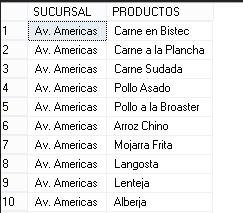 SUCURSAL PRODUCTOS
1 Av. Americas Carne en Bistec
2 Av. Americas Carne a la Plancha
3 Av. Americas Carne Sudada
4 Av. Americas Pollo Asado
5 Av. Americas Pollo a la Broaster
6 Av. Americas Arroz Chino
7 Av. Americas Mojarra Frita
8 Av. Americas Langosta
9 Av. Americas Lenteja
10 Av. Americas Alberja